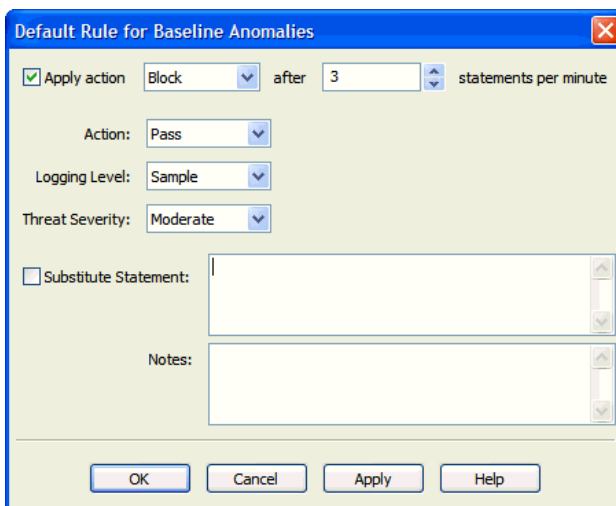 Default Rule for Baseline Anomalies
Apply action Block after 3 statements per minute
Action: Pass
Logging Level: Sample
Threat Severity: Moderate
Substitute Statement:
Notes:
OK Cancel Apply Help